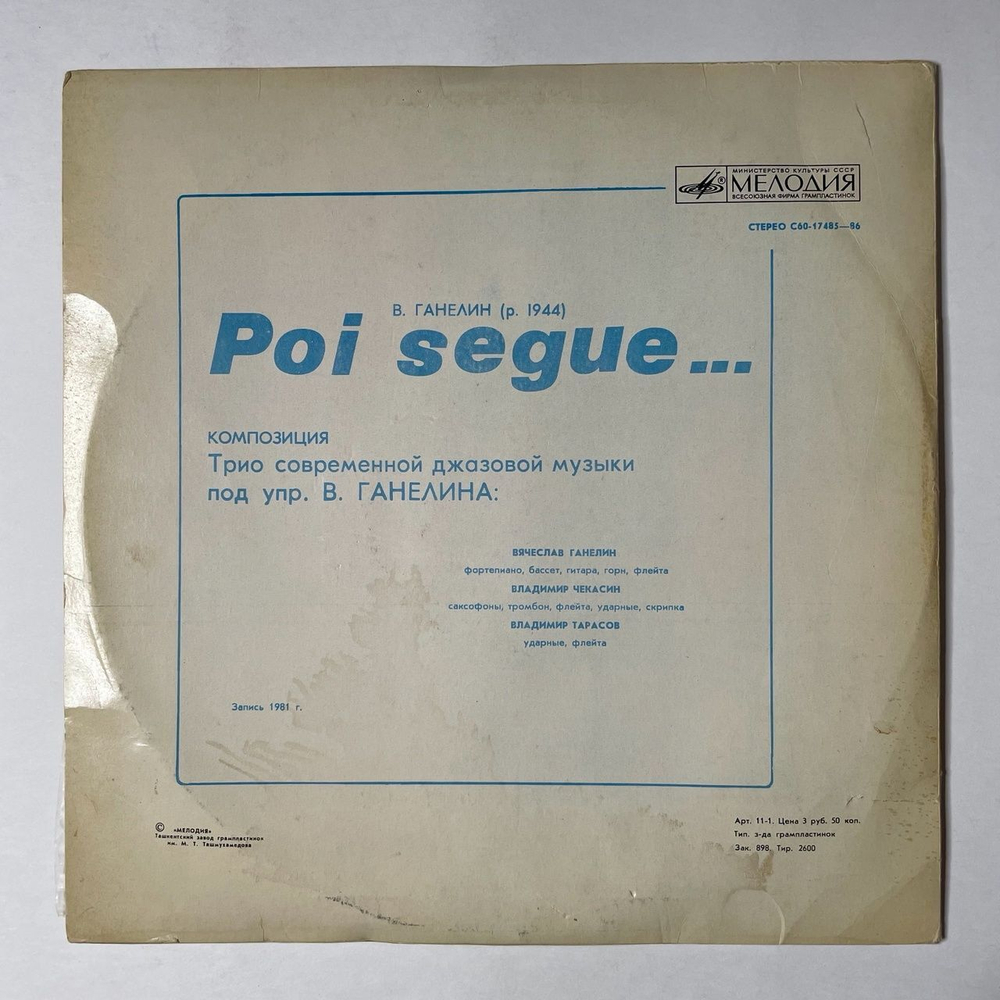 МИНИСТЕРСТВО КУЛЬТУРЫ СССР
МЕЛОДИЯ
ВСЕСОЮЗНАЯ ФИРМА ГРАМПЛАСТИНОК
СТЕРЕО С60-17485—86
В. ГАНЕЛИН (р. 1944)
Poi segue...
КОМПОЗИЦИЯ
Трио современной джазовой музыки
под упр. В. ГАНЕЛИНА:
ВЯЧЕСЛАВ ГАНЕЛИН
фортепиано, бассет, гитара, горн, флейта
ВЛАДИМИР ЧЕКАСИН
саксофоны, тромбон, флейта, ударные, скрипка
ВЛАДИМИР ТАРАСОВ
ударные, флейта
Запись 1981 г.
© «МЕЛОДИЯ»
Ташкентский завод грампластинок
им. М. Т. Ташмухамедова
Арт. 11-1. Цена 3 руб. 50 коп.
Тип. з-да грампластинок
Зак. 898. Тир. 2600